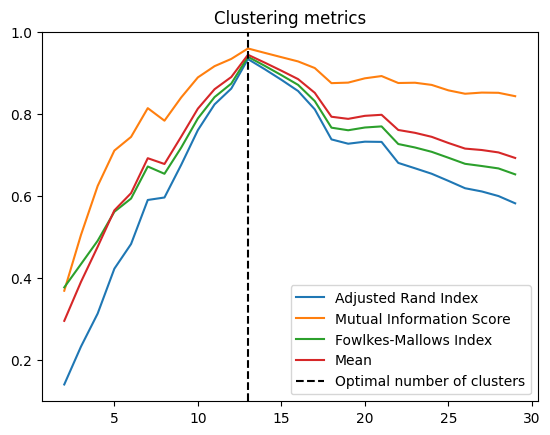 Clustering metrics
1.0
0.8
0.6
0.4
0.2
Adjusted Rand Index
Mutual Information Score
Fowlkes-Mallows Index
Mean
Optimal number of clusters
5 10 15 20 25 30